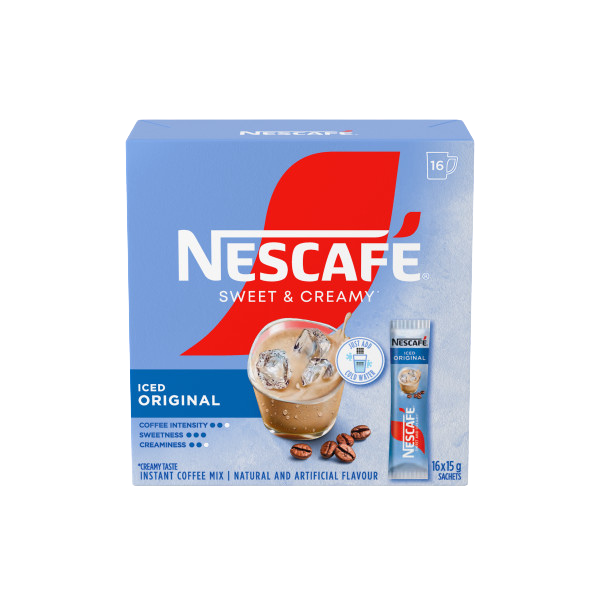 NESCAFÉ
16
NESCAFÉ®
SWEET & CREAMY*
JUST ADD
COLD WATER
NESCAFÉ
ICED
ORIGINAL
NESCAFÉ
ICED
ORIGINAL
COFFEE INTENSITY
SWEETNESS
CREAMINESS
*CREAMY TASTE
INSTANT COFFEE MIX | NATURAL AND ARTIFICIAL FLAVOUR
16x15 g
SACHETS